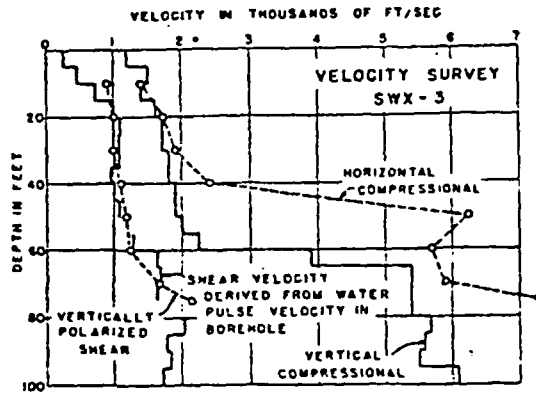 VELOCITY IN THOUSANDS OF FT/SEC
0 1 2 3 4 5 6 7
VELOCITY SURVEY
SWX-3
20
HORIZONTAL
COMPRESSIONAL
40
DEPTH IN FEET
60
SHEAR VELOCITY
DERIVED FROM WATER
PULSE VELOCITY IN
BOREHOLE
VERTICALLY
POLARIZED
SHEAR
80
VERTICAL
COMPRESSIONAL
100